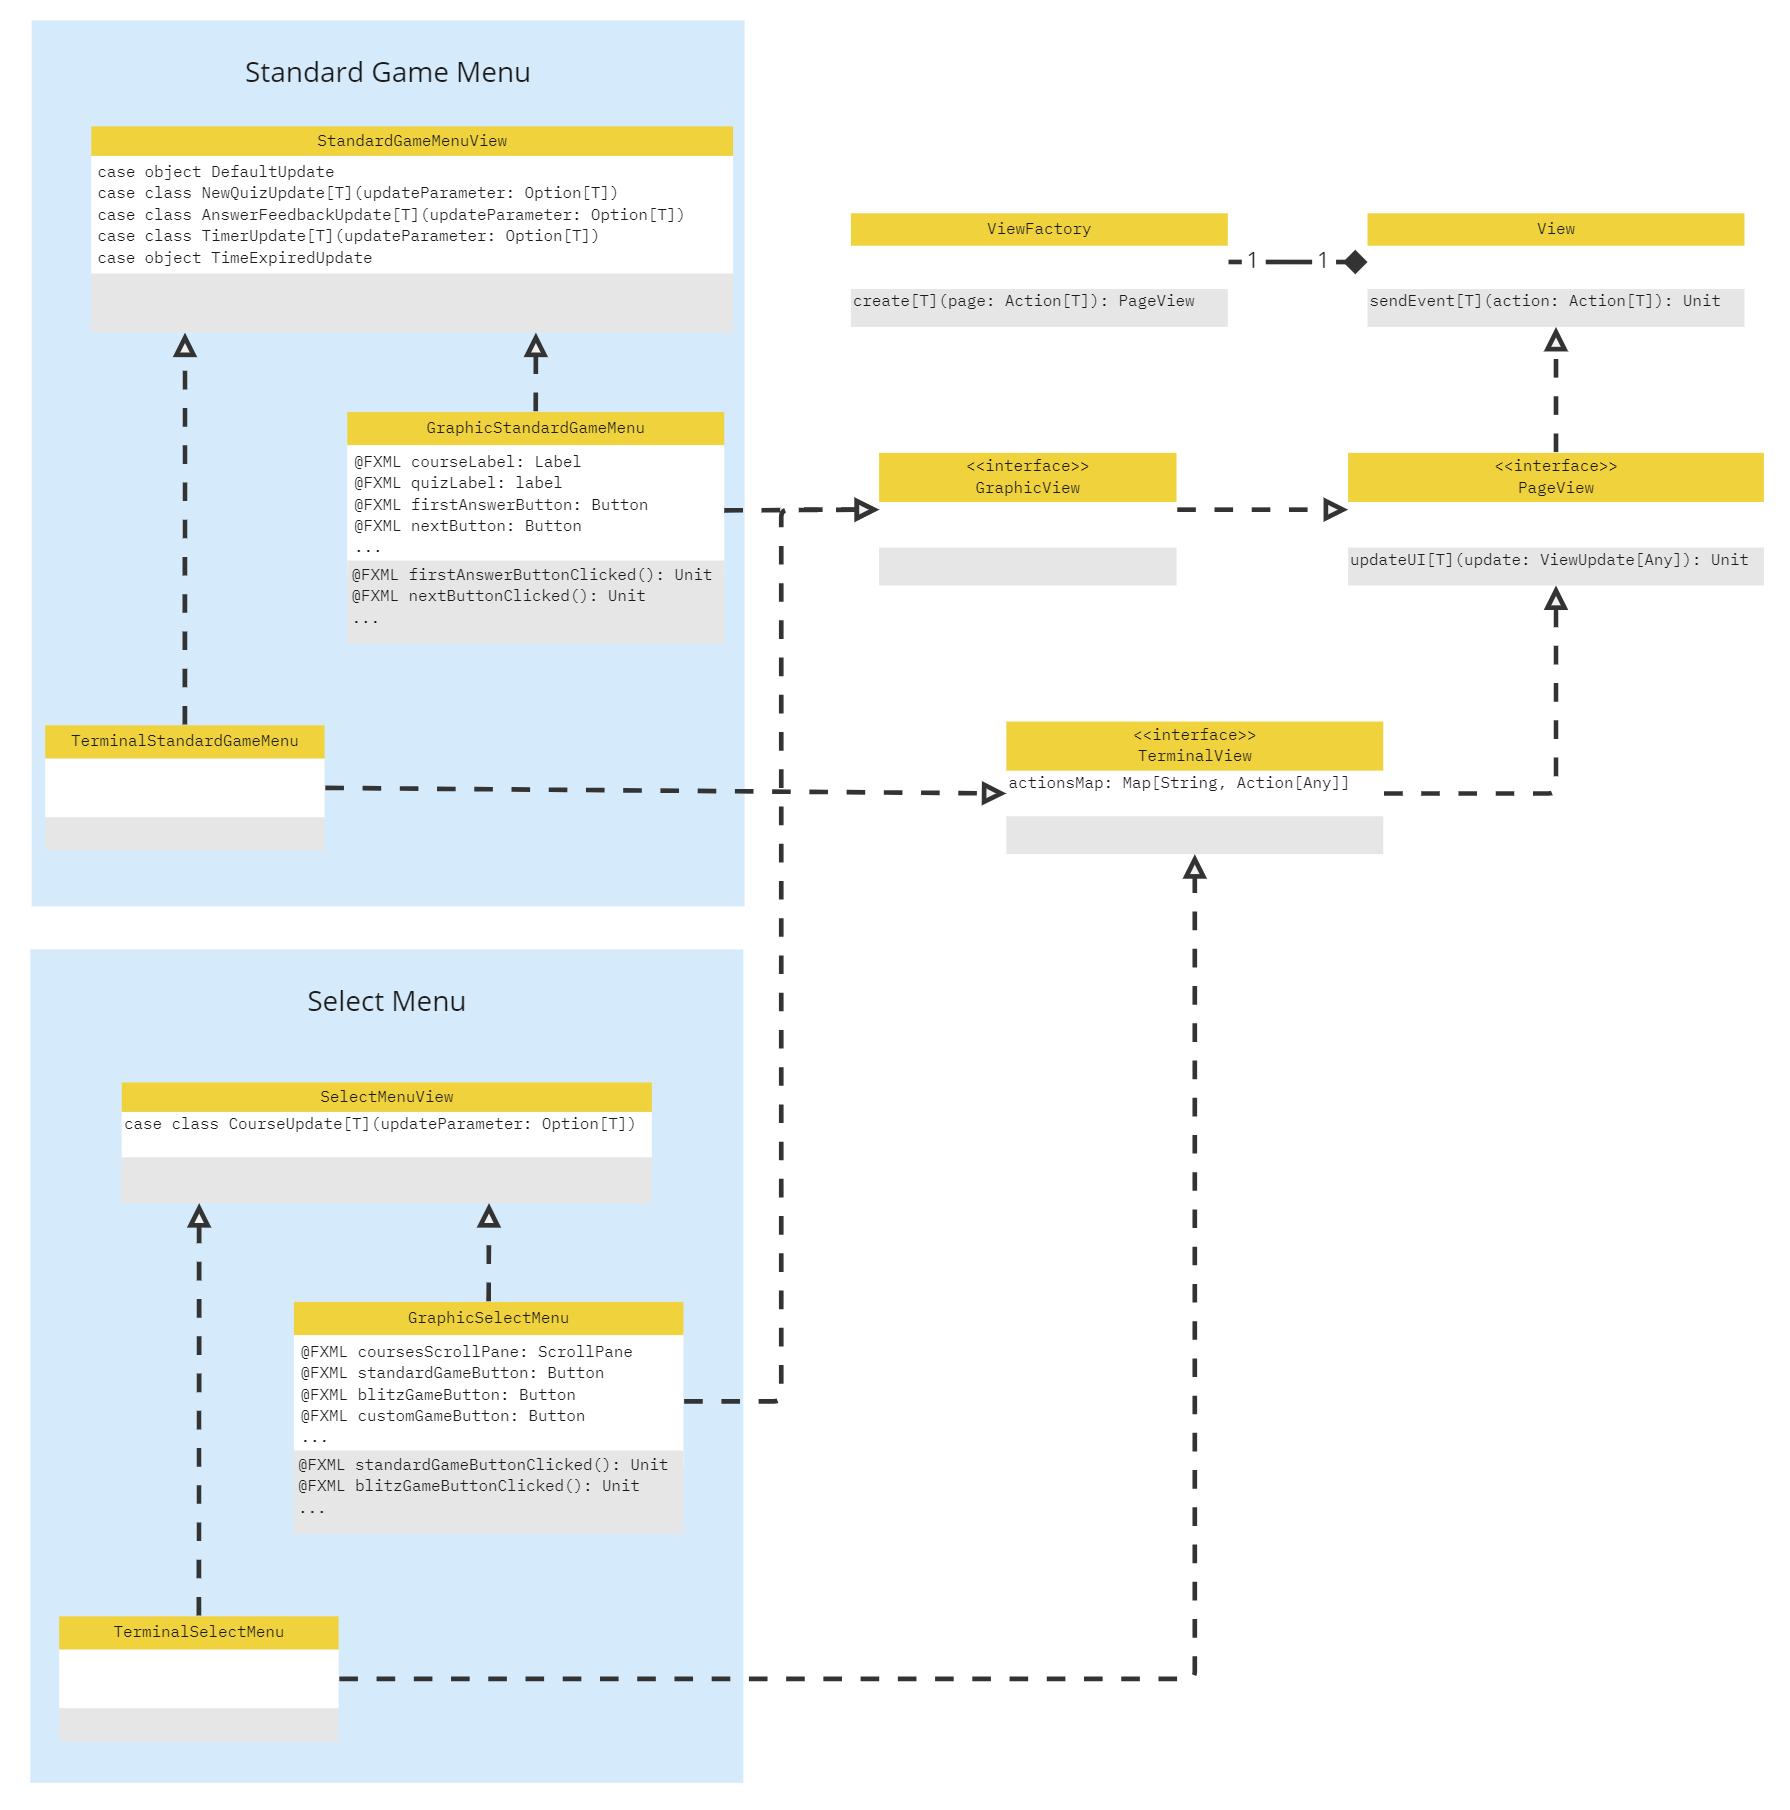 Standard Game Menu
StandardGameMenuView
case object DefaultUpdate
case class NewQuizUpdate[T](updateParameter: Option[T])
case class AnswerFeedbackUpdate[T](updateParameter: Option[T])
case class TimerUpdate[T](updateParameter: Option[T])
case object TimeExpiredUpdate
GraphicStandardGameMenu
@FXML courseLabel: Label
@FXML quizLabel: label
@FXML firstAnswerButton: Button
@FXML nextButton: Button
...
@FXML firstAnswerButtonClicked(): Unit
@FXML nextButtonClicked(): Unit
...
TerminalStandardGameMenu
ViewFactory
create[T](page: Action[T]): PageView
1
1
View
sendEvent[T](action: Action[T]): Unit
<<interface>>
GraphicView
<<interface>>
PageView
updateUI[T](update: ViewUpdate[Any]): Unit
<<interface>>
TerminalView
actionsMap: Map[String, Action[Any]]
Select Menu
SelectMenuView
case class CourseUpdate[T](updateParameter: Option[T])
GraphicSelectMenu
@FXML coursesScrollPane: ScrollPane
@FXML standardGameButton: Button
@FXML blitzGameButton: Button
@FXML customGameButton: Button
...
@FXML standardGameButtonClicked(): Unit
@FXML blitzGameButtonClicked(): Unit
...
TerminalSelectMenu